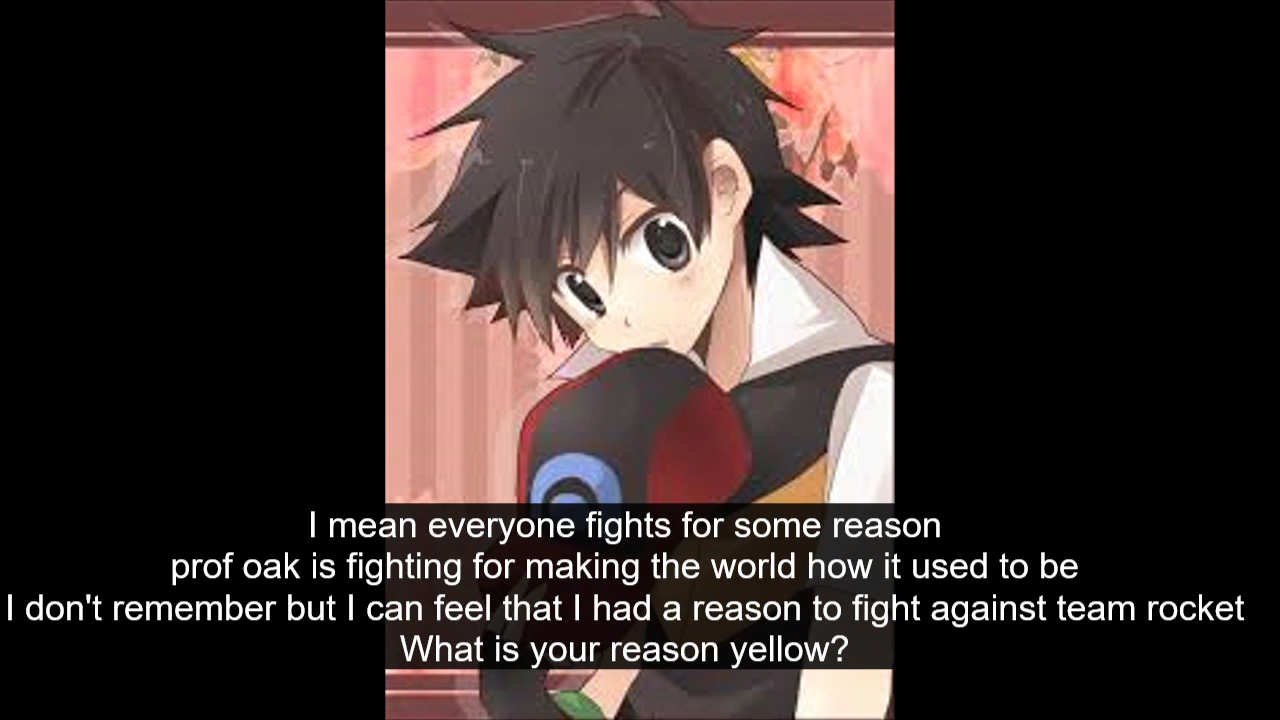 I mean everyone fights for some reason
prof oak is fighting for making the world how it used to be
I don't remember but I can feel that I had a reason to fight against team rocket
What is your reason yellow?